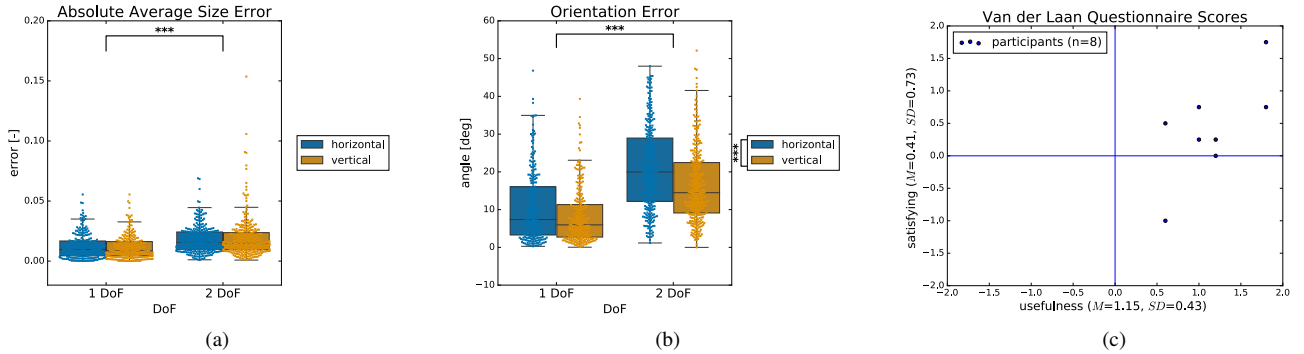 Absolute Average Size Error
0.20
0.15
0.10
0.05
0.00
error [-]
***
1 DoF
2 DoF
DoF
horizontal
vertical
(a)
Orientation Error
60
50
40
30
20
10
0
−10
angle [deg]
***
1 DoF
2 DoF
DoF
***
horizontal
vertical
(b)
Van der Laan Questionnaire Scores
participants (n=8)
2.0
1.5
1.0
0.5
0.0
−0.5
−1.0
−1.5
−2.0
satisfying (M=0.41, SD=0.73)
−2.0 −1.5 −1.0 −0.5 0.0 0.5 1.0 1.5 2.0
usefulness (M=1.15, SD=0.43)
(c)